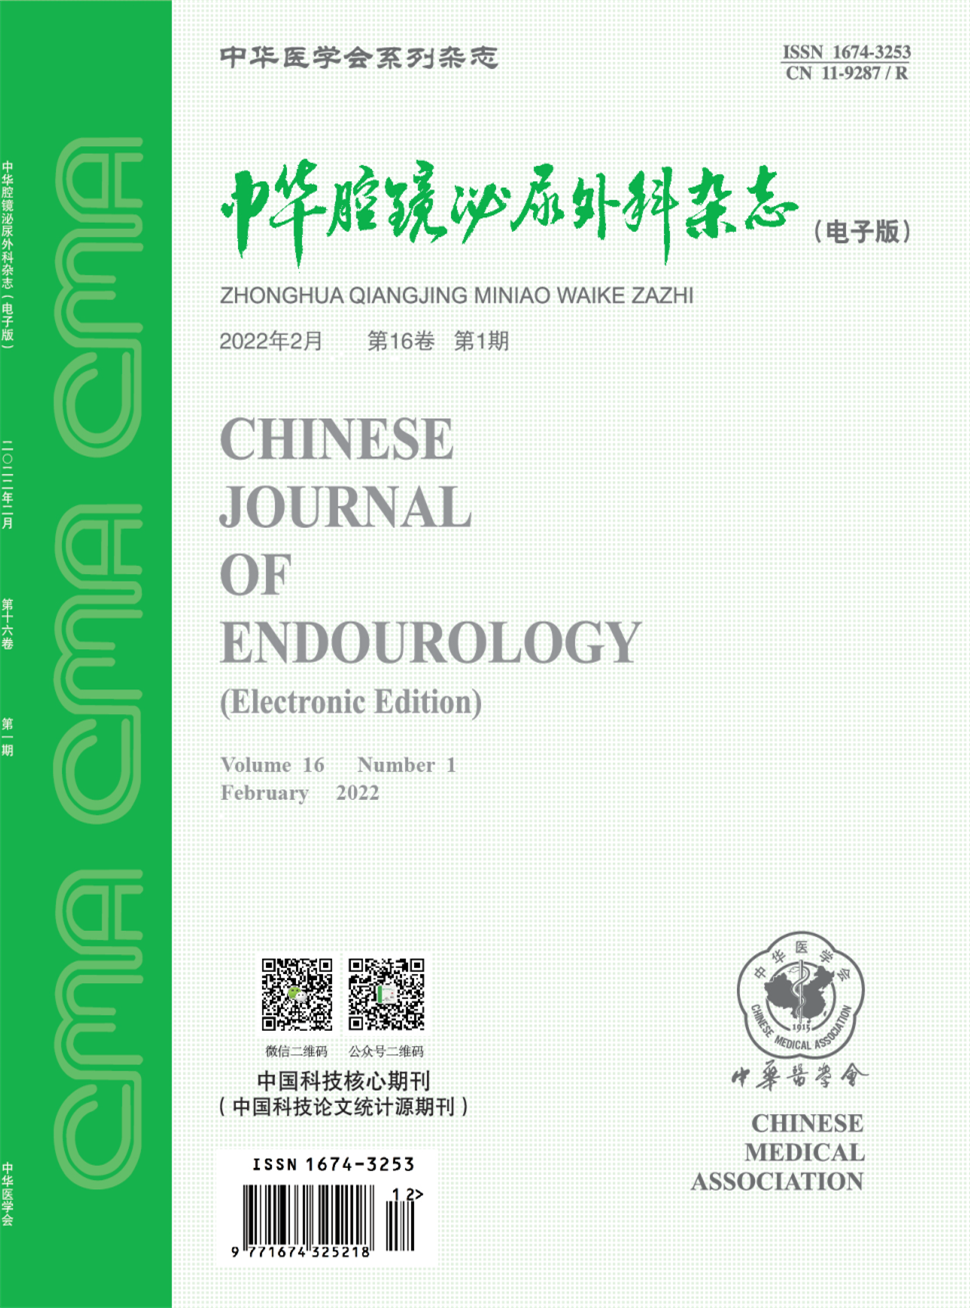 中华医学会系列杂志
ISSN 1674-3253
CN 11-9287 / R
中华腔镜泌尿外科杂志
（电子版）
ZHONGHUA QIANGJING MINIAO WAIKE ZAZHI
2022年2月 第16卷 第1期
CHINESE
JOURNAL
OF
ENDOUROLOGY
(Electronic Edition)
Volume 16 Number 1
February 2022
微信二维码 公众号二维码
中国科技核心期刊
（中国科技论文统计源期刊）
ISSN 1674-3253
12>
9 771674 325218
中华医学会
CHINESE MEDICAL ASSOCIATION
1915
中華醫學會
CHINESE
MEDICAL
ASSOCIATION
CMA CMA CMA
中华腔镜泌尿外科杂志（电子版）
二〇二二年二月
第十六卷
第一期
中华医学会